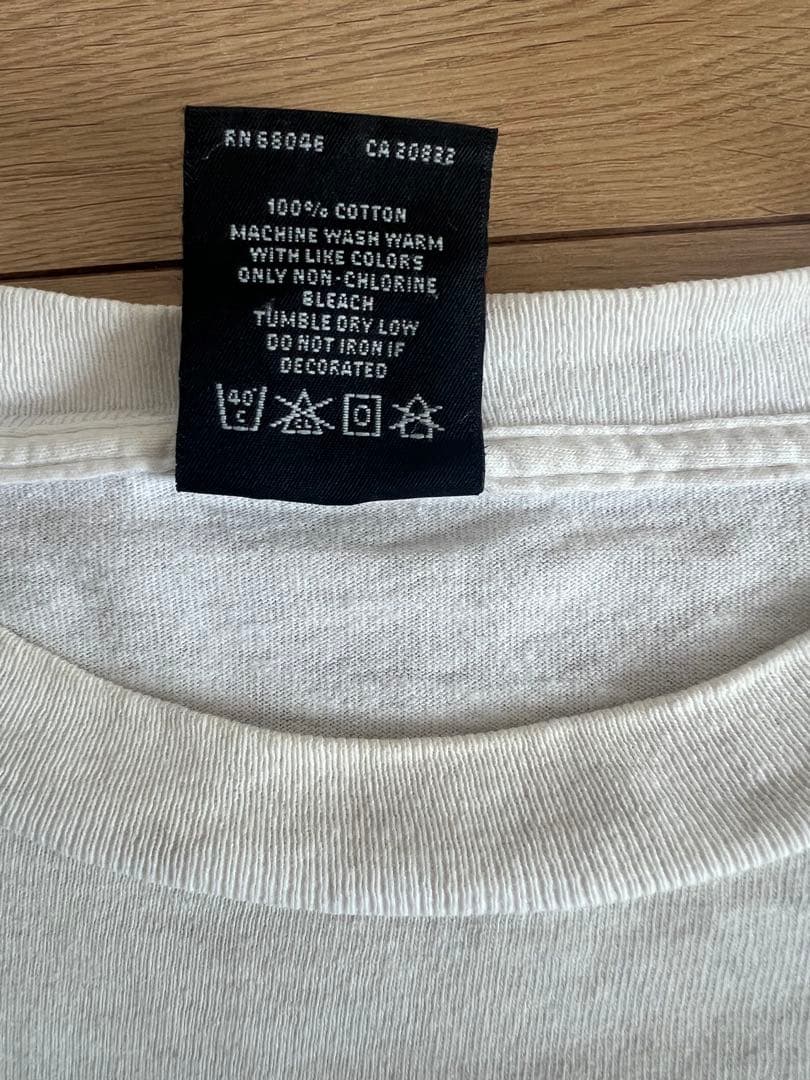 RN 68046 CA 20822
100% COTTON
MACHINE WASH WARM
WITH LIKE COLORS
ONLY NON-CHLORINE
BLEACH
TUMBLE DRY LOW
DO NOT IRON IF
DECORATED
40°
C
CL